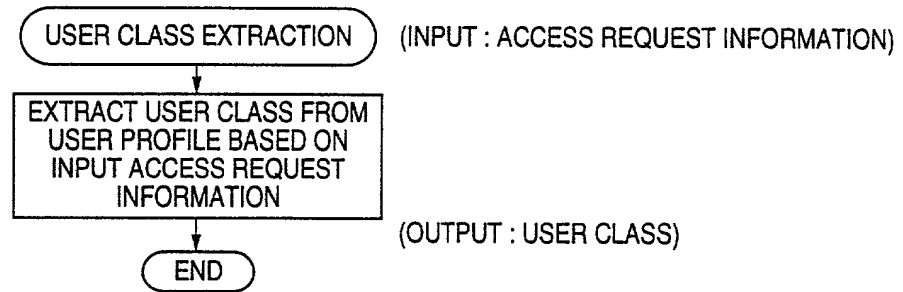 USER CLASS EXTRACTION
(INPUT : ACCESS REQUEST INFORMATION)
EXTRACT USER CLASS FROM
USER PROFILE BASED ON
INPUT ACCESS REQUEST
INFORMATION
(OUTPUT : USER CLASS)
END